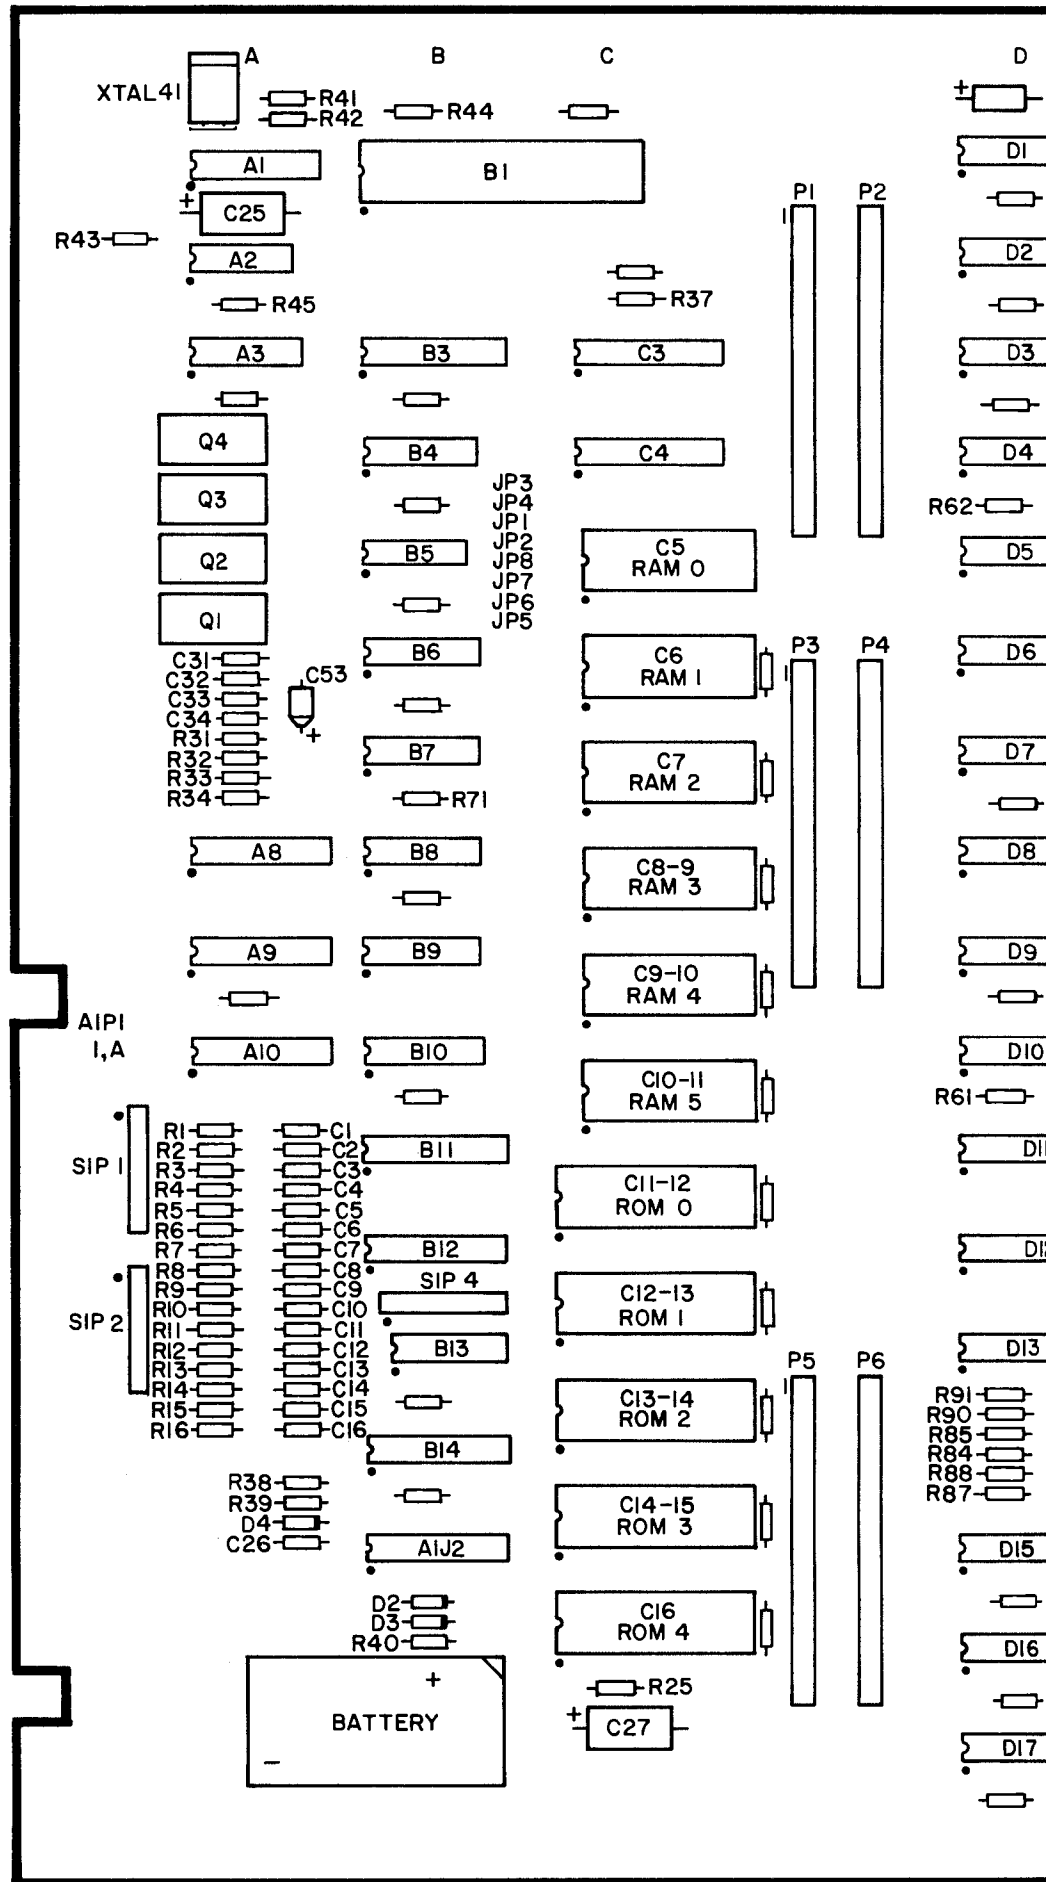 A B C D
XTAL41
R41
R42
R44
+
A1
B1
D1
+
C25
P1 P2
I
R43
A2
D2
R45
R37
A3 B3 C3 D3
Q4
B4 C4 D4
Q3
JP3
JP4
JP1
JP2
JP8
JP7
JP6
JP5
R62
Q2
B5
C5
RAM 0
D5
Q1
B6
C6
RAM 1
P3 P4
I
D6
C31
C32
C33
C34
R31
R32
R33
R34
C53
+
B7
C7
RAM 2
D7
R71
A8 B8
C8-9
RAM 3
D8
A9 B9
C9-10
RAM 4
D9
A1P1
1,A
A10 B10
C10-11
RAM 5
D10
R61
SIP 1
R1 C1
R2 C2
R3 C3
R4 C4
R5 C5
R6 C6
R7 C7
R8 C8
R9 C9
R10 C10
R11 C11
R12 C12
R13 C13
R14 C14
R15 C15
R16 C16
SIP 2
B11
C11-12
ROM 0
D11
B12
SIP 4
C12-13
ROM 1
D12
B13
P5 P6
I
D13
C13-14
ROM 2
R91
R90
R85
R84
R88
R87
B14
R38
R39
D4
C26
C14-15
ROM 3
A1J2
D15
D2
D3
R40
C16
ROM 4
D16
+
BATTERY
-
R25
+
C27
D17